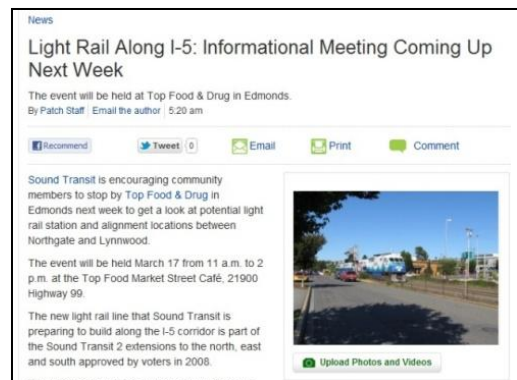 News
Light Rail Along I-5: Informational Meeting Coming Up
Next Week
The event will be held at Top Food & Drug in Edmonds.
By Patch Staff Email the author 5:20 am
Recommend Tweet 0 Email Print Comment
Sound Transit is encouraging community
members to stop by Top Food & Drug in
Edmonds next week to get a look at potential light
rail station and alignment locations between
Northgate and Lynnwood.
The event will be held March 17 from 11 a.m. to 2
p.m. at the Top Food Market Street Café, 21900
Highway 99.
The new light rail line that Sound Transit is
preparing to build along the I-5 corridor is part of
the Sound Transit 2 extensions to the north, east
and south approved by voters in 2008.
Upload Photos and Videos